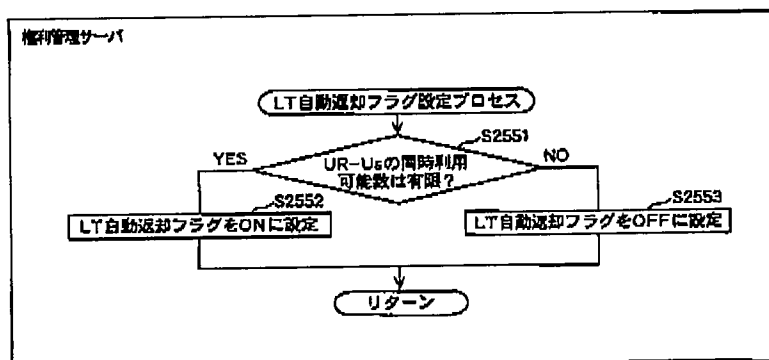 権利管理サーバ
LT自動返却フラグ設定プロセス
S2551
YES
UR-Usの同時利用
可能数は有限？
NO
S2552
LT自動返却フラグをONに設定
S2553
LT自動返却フラグをOFFに設定
リターン